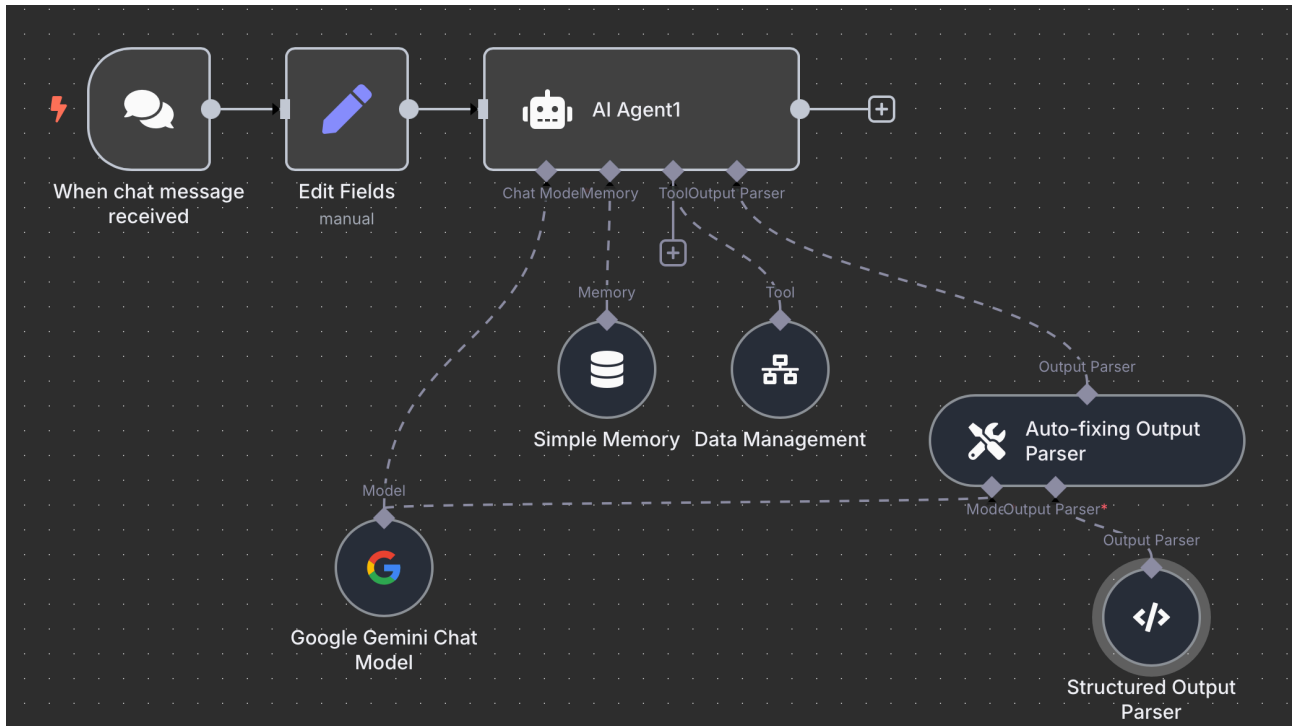 AI Agent1
When chat message
received
Edit Fields
manual
Chat Model
Memory
Tool
Output Parser
Memory
Tool
Simple Memory
Data Management
Output Parser
Auto-fixing Output
Parser
Model
Mode
Output Parser*
Output Parser
Google Gemini Chat
Model
Structured Output
Parser